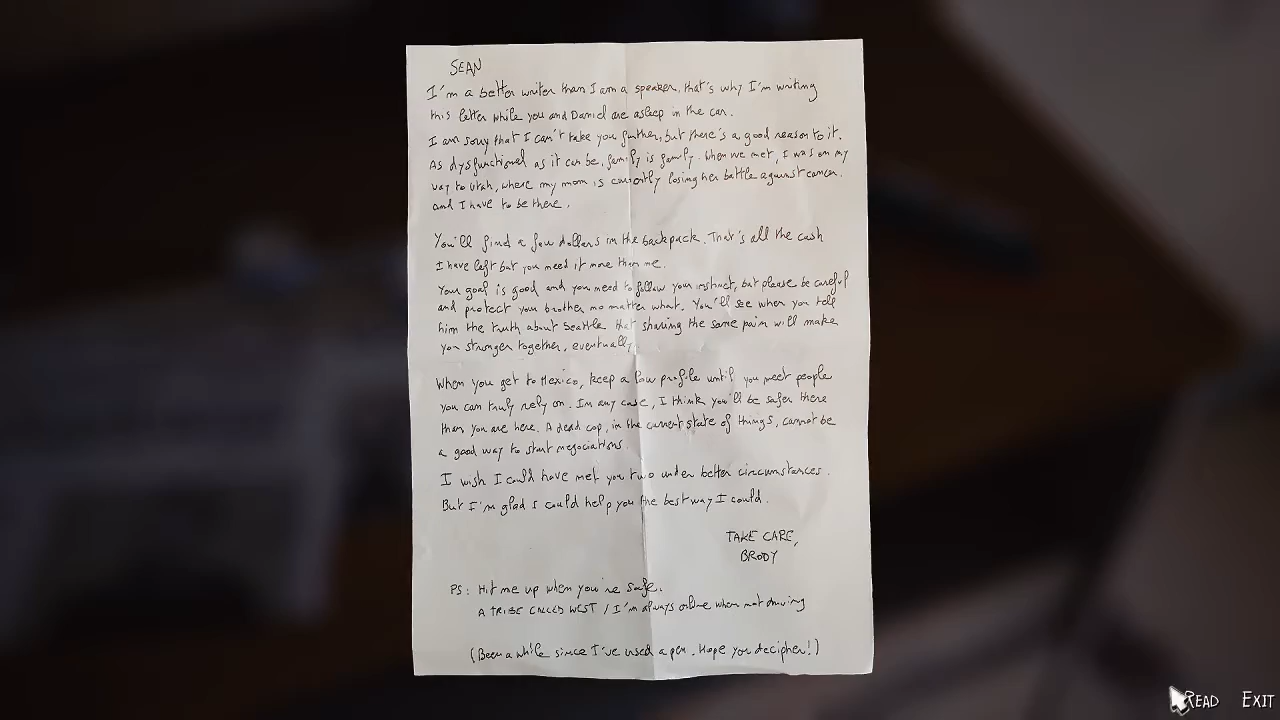 SEAN
I'm a better writer than I am a speaker, that's why I'm writing
this letter while you and Daniel are asleep in the car.
I am sorry that I can't take you further, but there's a good reason to it.
As dysfunctional as it can be, family is family. When we met, I was on my
way to Utah, where my mom is currently losing her battle against cancer.
and I have to be there.
You'll find a few dollars in the backpack. That's all the cash
I have left but you need it more than me.
Your goal is good and you need to follow your instinct, but please be careful
and protect your brother no matter what. You'll see when you tell
him the truth about Seattle that sharing the same pain will make
you stronger together, eventually.
When you get to Mexico, keep a low profile until you meet people
you can truly rely on. In any case, I think you'll be safer there
than you are here. A dead cop, in the current state of things, cannot be
a good way to start negociations.
I wish I could have met you two under better circumstances.
But I'm glad I could help you the best way I could.
TAKE CARE,
BRODY
PS: Hit me up when you're safe.
A TRIBE CALLED WEST / I'm always online when not driving
(Been a while since I've used a pen. Hope you decipher!)
READ EXIT